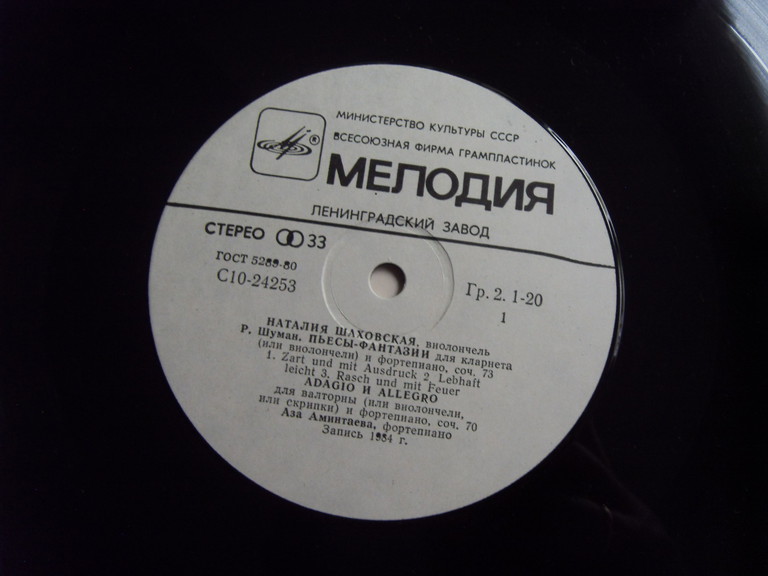 МИНИСТЕРСТВО КУЛЬТУРЫ СССР
ВСЕСОЮЗНАЯ ФИРМА ГРАМПЛАСТИНОК
МЕЛОДИЯ
ЛЕНИНГРАДСКИЙ ЗАВОД
СТЕРЕО 33
ГОСТ 5289-80
С10-24253
Гр. 2. 1-20
1
НАТАЛИЯ ШАХОВСКАЯ, виолончель
Р. Шуман. ПЬЕСЫ-ФАНТАЗИИ для кларнета
(или виолончели) и фортепиано, соч. 73
1. Zart und mit Ausdruck 2. Lebhaft
leicht 3. Rasch und mit Feuer
ADAGIO И ALLEGRO
для валторны (или виолончели,
или скрипки) и фортепиано, соч. 70
Аза Аминтаева, фортепиано
Запись 1984 г.